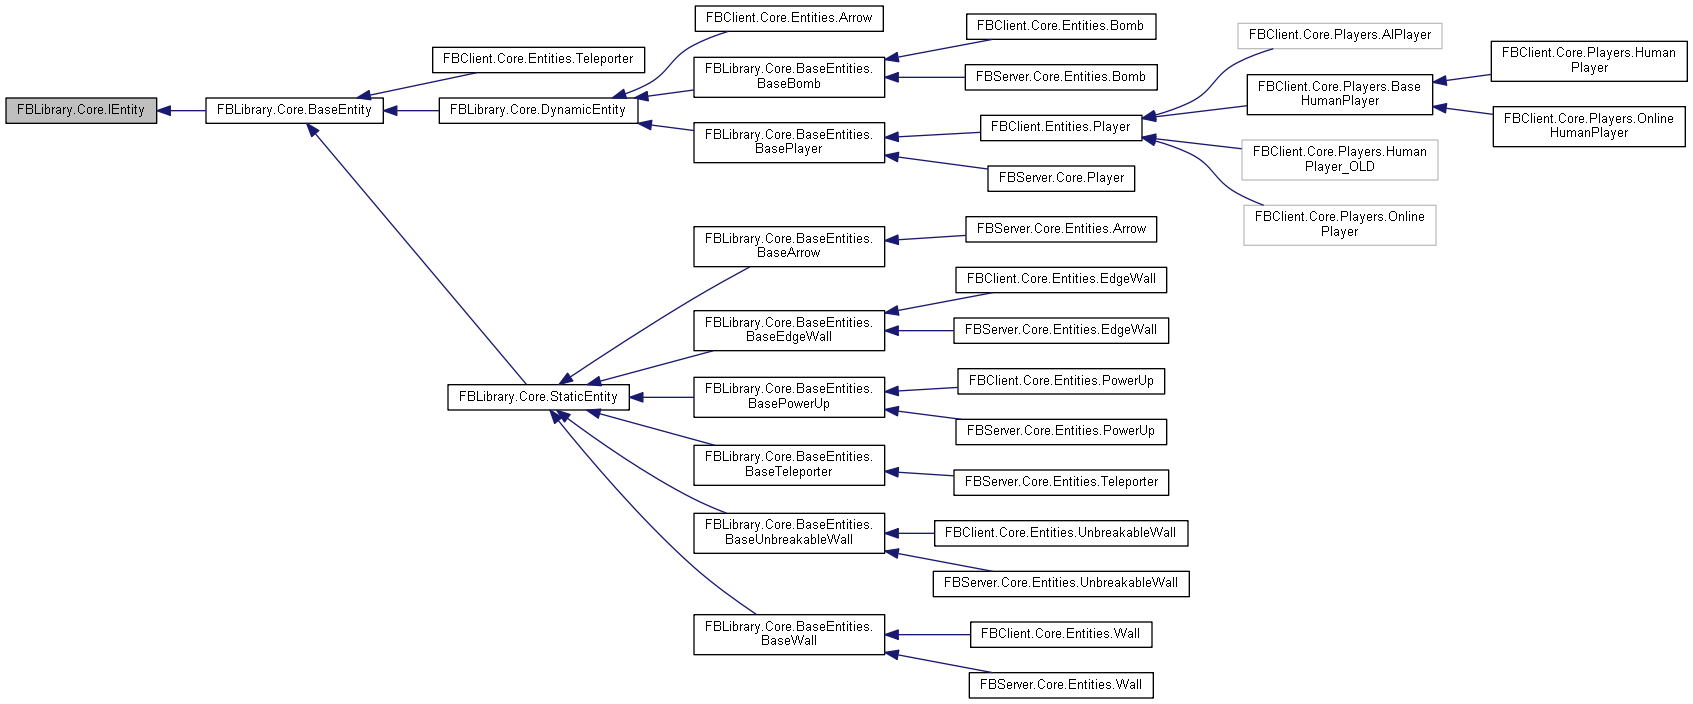 FBLibrary.Core.IEntity
FBLibrary.Core.BaseEntity
FBClient.Core.Entities.Teleporter
FBLibrary.Core.DynamicEntity
FBClient.Core.Entities.Arrow
FBLibrary.Core.BaseEntities.
BaseBomb
FBClient.Core.Entities.Bomb
FBServer.Core.Entities.Bomb
FBLibrary.Core.BaseEntities.
BasePlayer
FBClient.Entities.Player
FBClient.Core.Players.AIPlayer
FBClient.Core.Players.Base
HumanPlayer
FBClient.Core.Players.Human
Player
FBClient.Core.Players.Online
HumanPlayer
FBClient.Core.Players.Human
Player_OLD
FBClient.Core.Players.Online
Player
FBServer.Core.Player
FBLibrary.Core.StaticEntity
FBLibrary.Core.BaseEntities.
BaseArrow
FBServer.Core.Entities.Arrow
FBLibrary.Core.BaseEntities.
BaseEdgeWall
FBClient.Core.Entities.EdgeWall
FBServer.Core.Entities.EdgeWall
FBLibrary.Core.BaseEntities.
BasePowerUp
FBClient.Core.Entities.PowerUp
FBServer.Core.Entities.PowerUp
FBLibrary.Core.BaseEntities.
BaseTeleporter
FBServer.Core.Entities.Teleporter
FBLibrary.Core.BaseEntities.
BaseUnbreakableWall
FBClient.Core.Entities.UnbreakableWall
FBServer.Core.Entities.UnbreakableWall
FBLibrary.Core.BaseEntities.
BaseWall
FBClient.Core.Entities.Wall
FBServer.Core.Entities.Wall